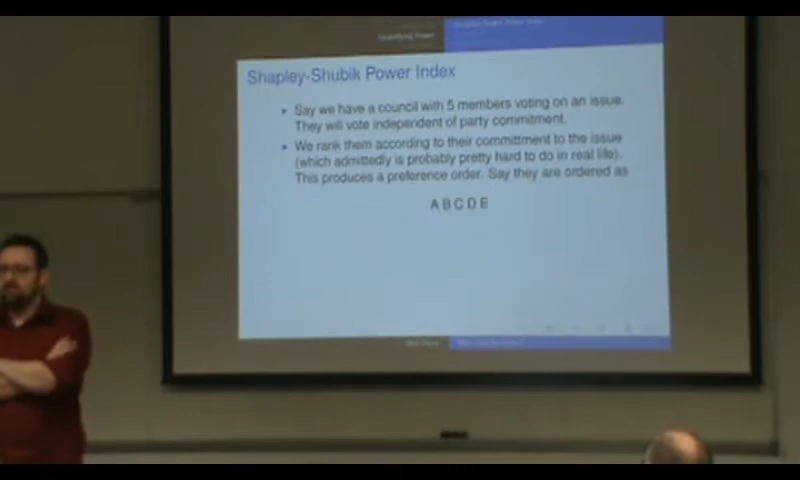 Quantifying Power
Shapley-Shubik Power Index
Shapley-Shubik Power Index
Say we have a council with 5 members voting on an issue.
They will vote independent of party commitment.
We rank them according to their committment to the issue
(which admittedly is probably pretty hard to do in real life).
This produces a preference order. Say they are ordered as
A B C D E